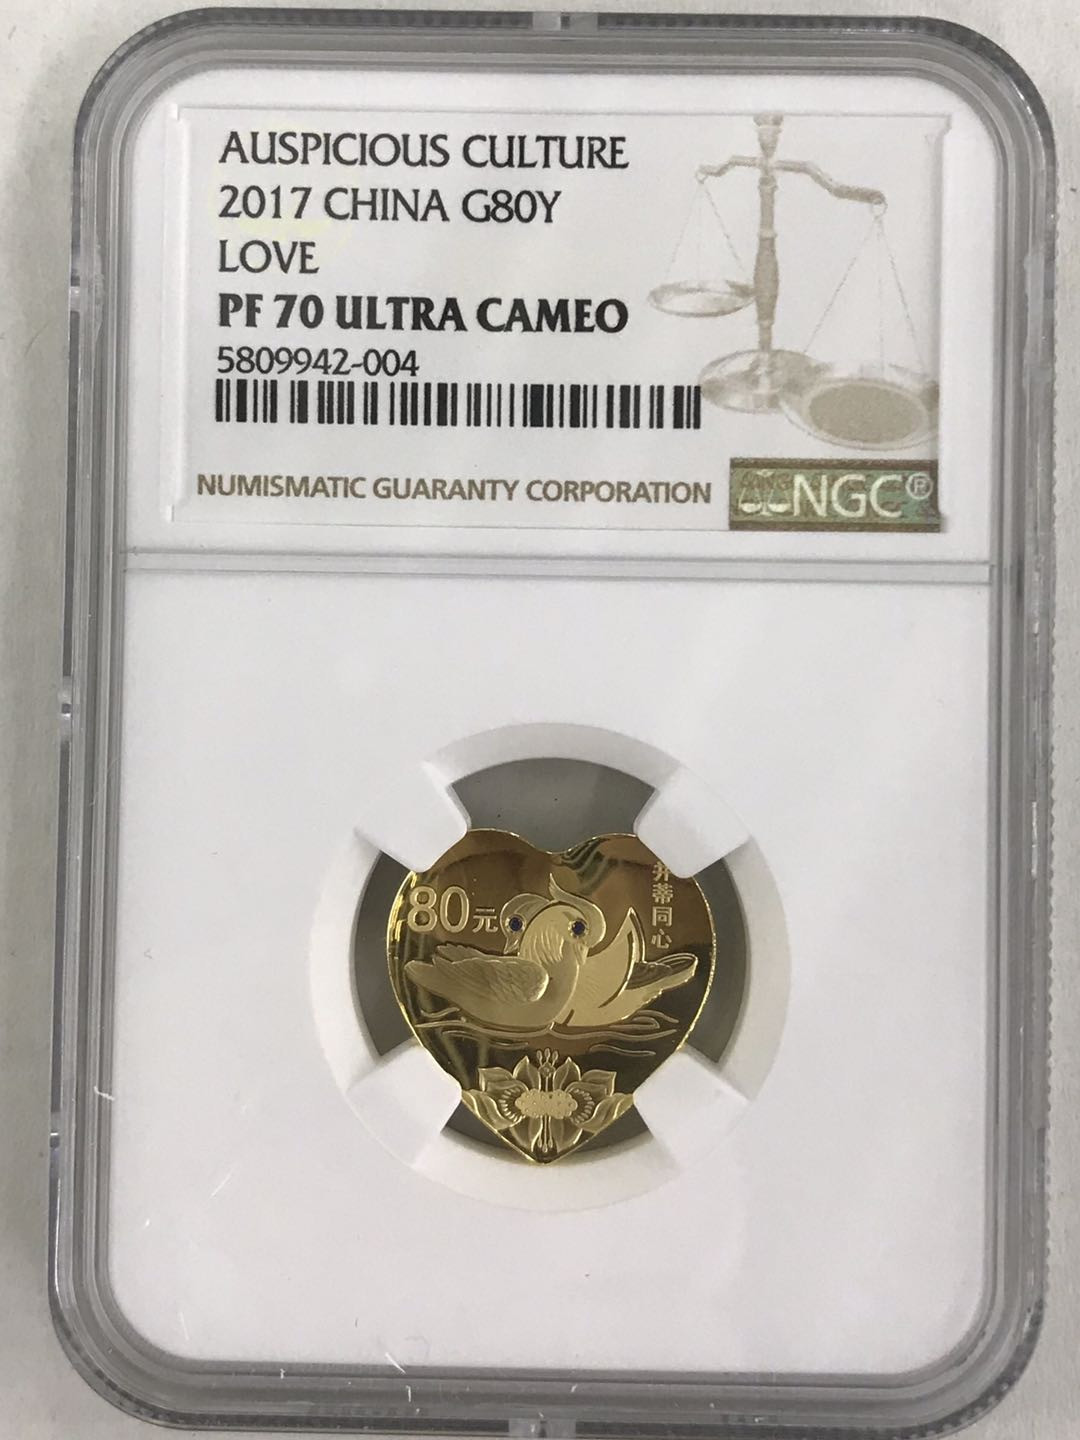 AUSPICIOUS CULTURE
2017 CHINA G80Y
LOVE
PF 70 ULTRA CAMEO
5809942-004
NUMISMATIC GUARANTY CORPORATION
NGC®
80元
并蒂同心